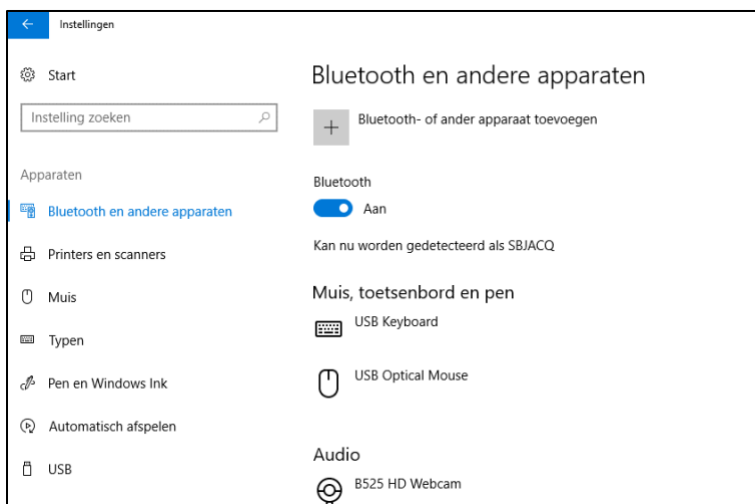 Instellingen
Start
Instelling zoeken
Apparaten
Bluetooth en andere apparaten
Printers en scanners
Muis
Typen
Pen en Windows Ink
Automatisch afspelen
USB
Bluetooth en andere apparaten
Bluetooth- of ander apparaat toevoegen
Bluetooth
Aan
Kan nu worden gedetecteerd als SBJACQ
Muis, toetsenbord en pen
USB Keyboard
USB Optical Mouse
Audio
B525 HD Webcam